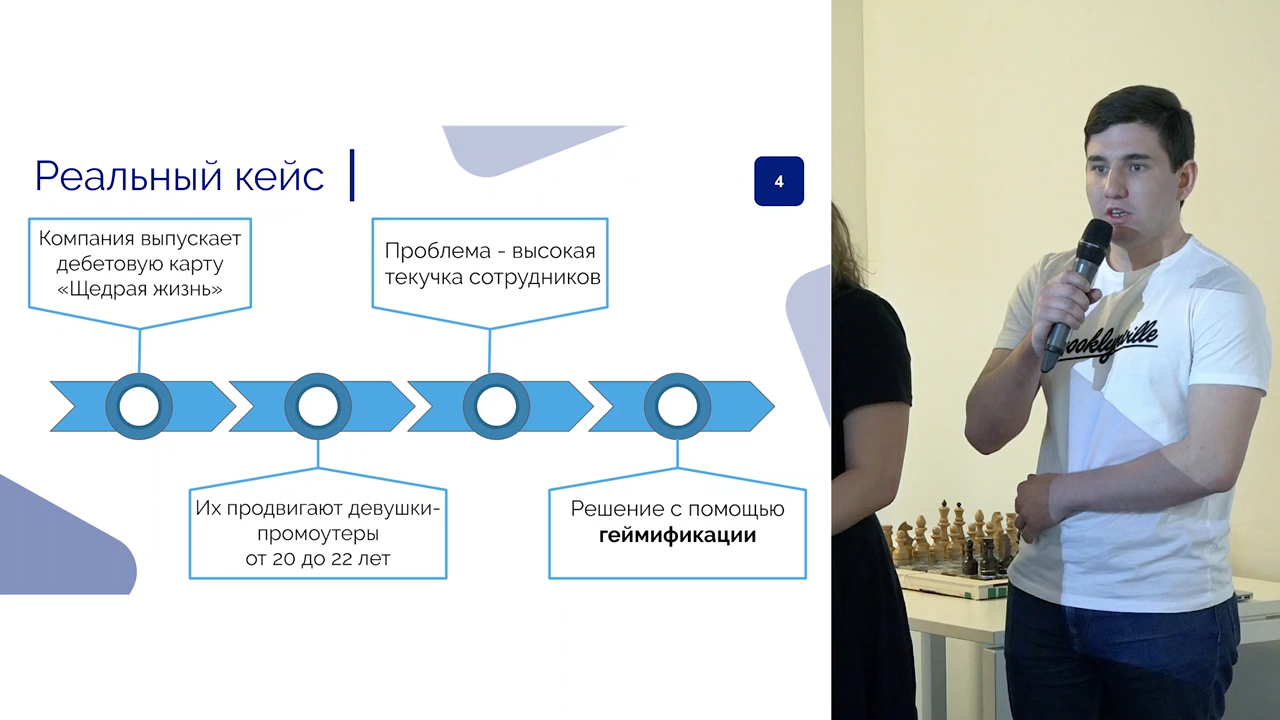 Реальный кейс
4
Компания выпускает
дебетовую карту
«Щедрая жизнь»
Проблема - высокая
текучка сотрудников
Их продвигают девушки-
промоутеры
от 20 до 22 лет
Решение с помощью
геймификации